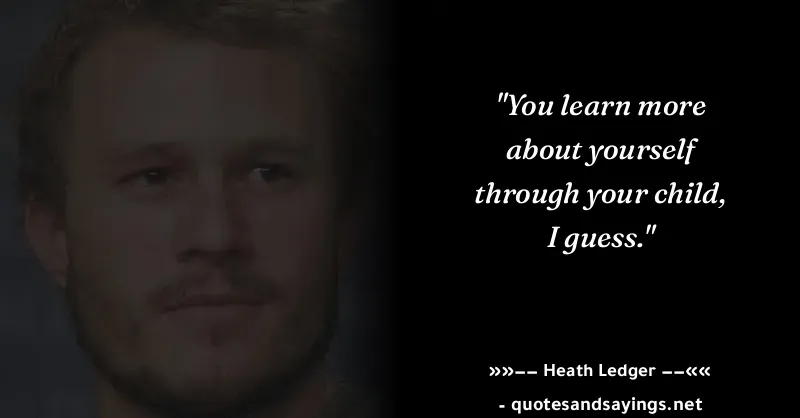 "You learn more
about yourself
through your child,
I guess."
»»–– Heath Ledger ––««
- quotesandsayings.net